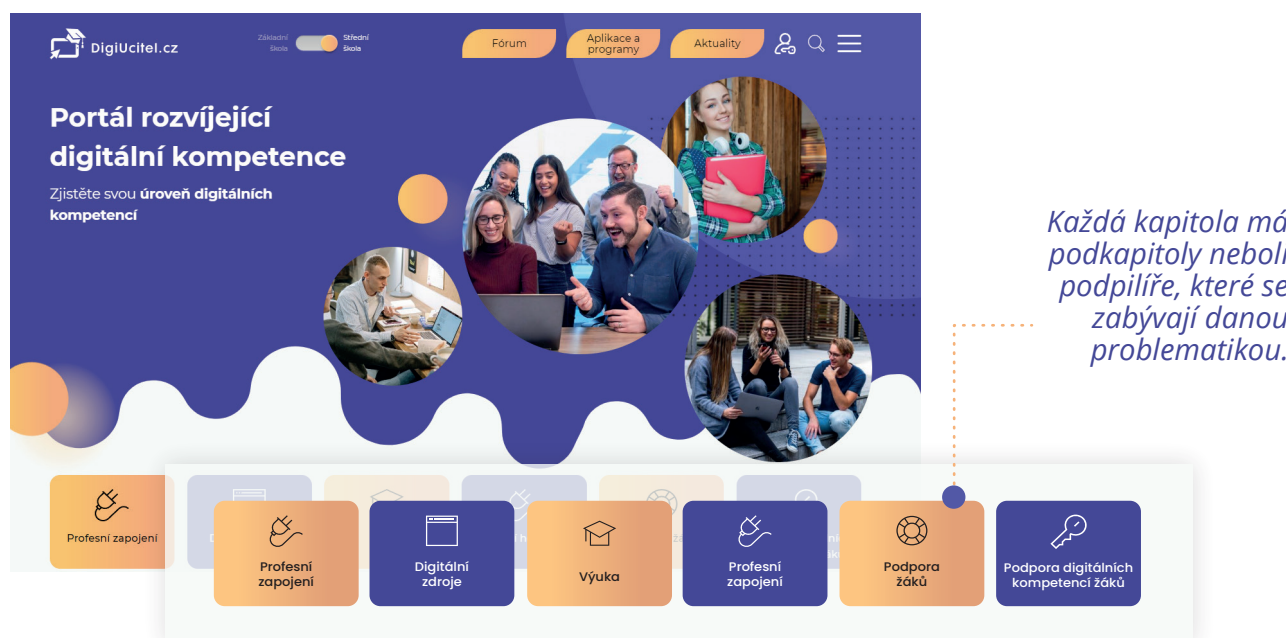 DigiUcitel.cz
Základní
škola
Střední
škola
Fórum
Aplikace a
programy
Aktuality
Portál rozvíjející
digitální kompetence
Zjistěte svou úroveň digitálních
kompetencí
Každá kapitola má
podkapitoly neboli
podpilíře, které se
zabývají danou
problematikou.
Profesní zapojení
Profesní
zapojení
Digitální
zdroje
Výuka
Profesní
zapojení
Podpora
žáků
Podpora digitálních
kompetencí žáků